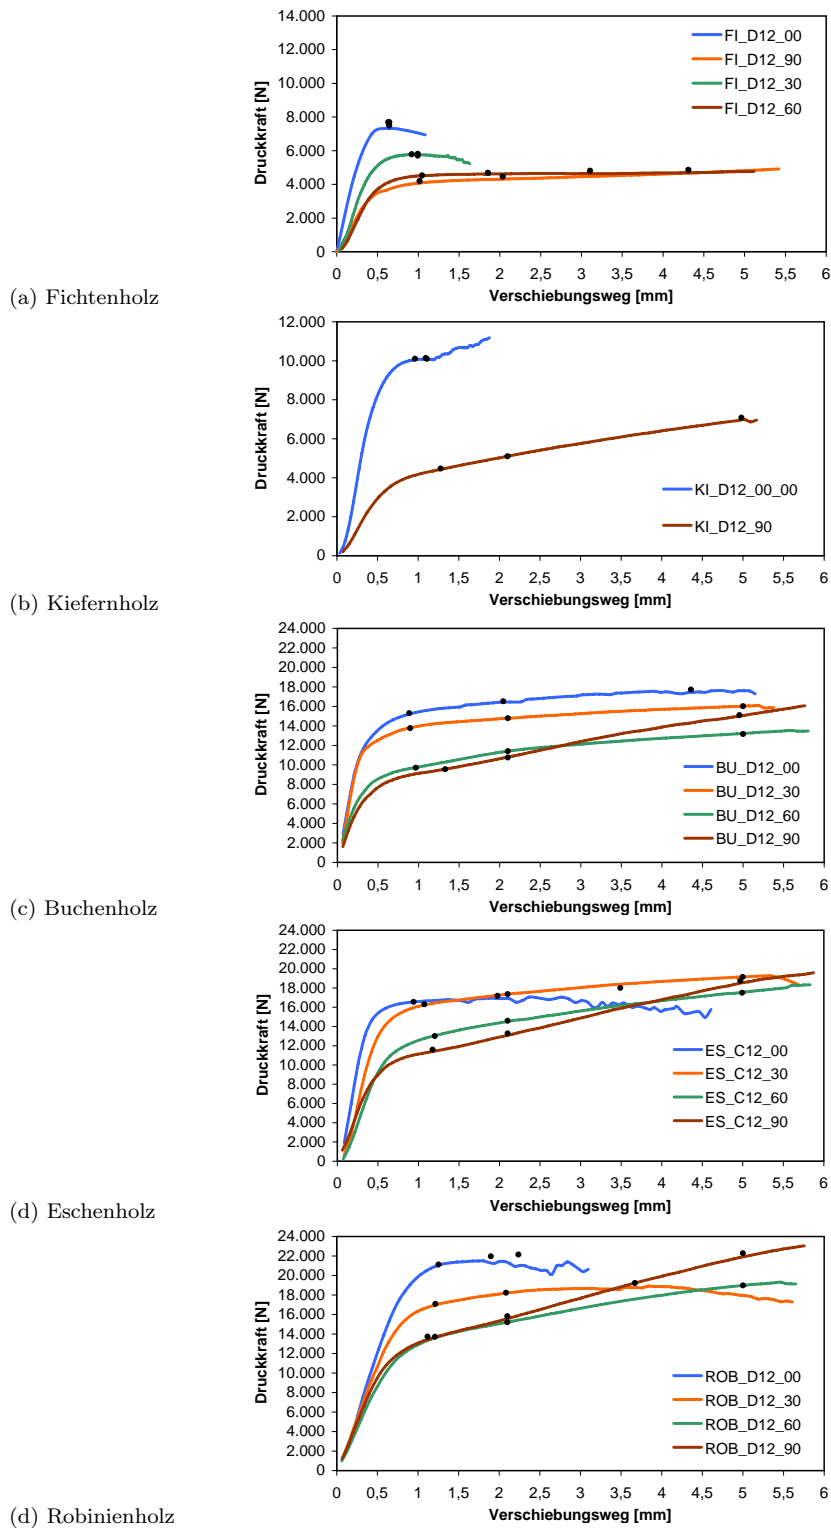 14.000
12.000
10.000
8.000
6.000
4.000
2.000
0
Druckkraft [N]
FI_D12_00
FI_D12_90
FI_D12_30
FI_D12_60
0 0,5 1 1,5 2 2,5 3 3,5 4 4,5 5 5,5 6
Verschiebungsweg [mm]
(a) Fichtenholz
12.000
10.000
8.000
6.000
4.000
2.000
0
Druckkraft [N]
KI_D12_00_00
KI_D12_90
0 0,5 1 1,5 2 2,5 3 3,5 4 4,5 5 5,5 6
Verschiebungsweg [mm]
(b) Kiefernholz
24.000
22.000
20.000
18.000
16.000
14.000
12.000
10.000
8.000
6.000
4.000
2.000
0
Druckkraft [N]
BU_D12_00
BU_D12_30
BU_D12_60
BU_D12_90
0 0,5 1 1,5 2 2,5 3 3,5 4 4,5 5 5,5 6
Verschiebungsweg [mm]
(c) Buchenholz
24.000
22.000
20.000
18.000
16.000
14.000
12.000
10.000
8.000
6.000
4.000
2.000
0
Druckkraft [N]
ES_C12_00
ES_C12_30
ES_C12_60
ES_C12_90
0 0,5 1 1,5 2 2,5 3 3,5 4 4,5 5 5,5 6
Verschiebungsweg [mm]
(d) Eschenholz
24.000
22.000
20.000
18.000
16.000
14.000
12.000
10.000
8.000
6.000
4.000
2.000
0
Druckkraft [N]
ROB_D12_00
ROB_D12_30
ROB_D12_60
ROB_D12_90
0 0,5 1 1,5 2 2,5 3 3,5 4 4,5 5 5,5 6
Verschiebungsweg [mm]
(d) Robinienholz